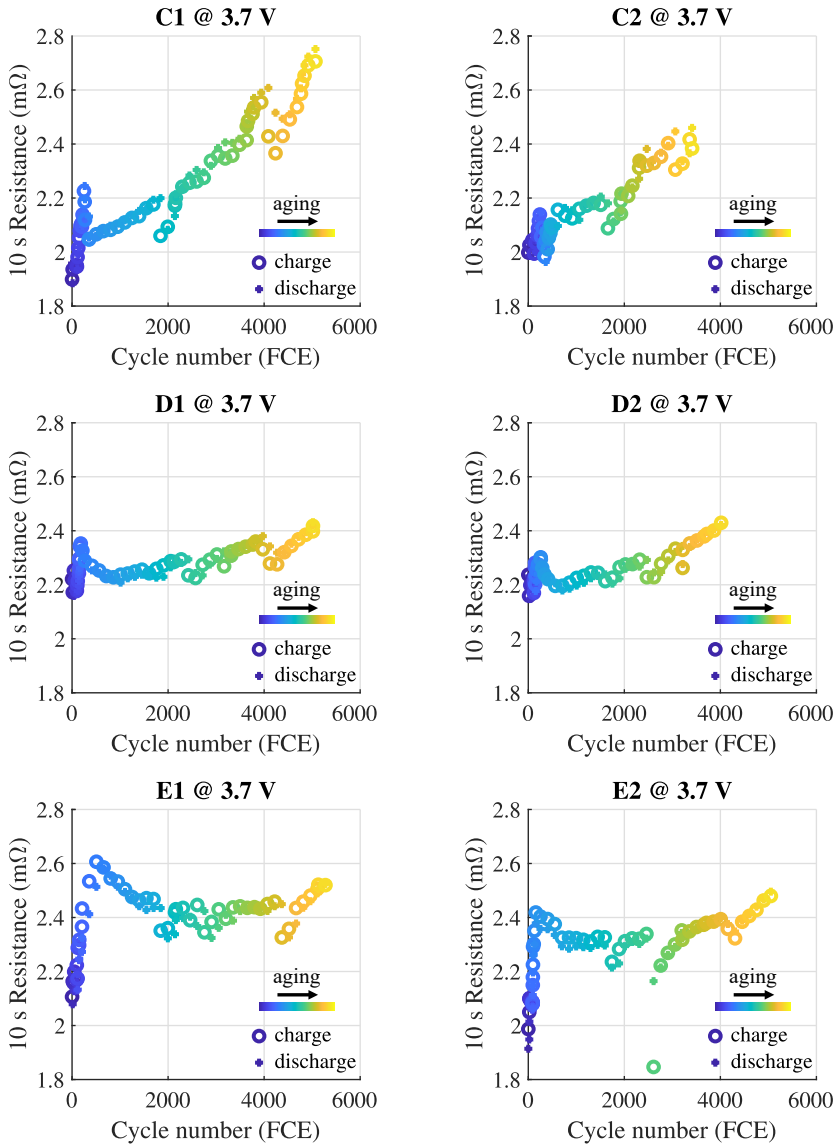 C1 @ 3.7 V
10 s Resistance (mΩ)
2.8
2.6
2.4
2.2
2
1.8
0
2000
4000
6000
Cycle number (FCE)
aging
charge
discharge
C2 @ 3.7 V
10 s Resistance (mΩ)
2.8
2.6
2.4
2.2
2
1.8
0
2000
4000
6000
Cycle number (FCE)
aging
charge
discharge
D1 @ 3.7 V
10 s Resistance (mΩ)
2.8
2.6
2.4
2.2
2
1.8
0
2000
4000
6000
Cycle number (FCE)
aging
charge
discharge
D2 @ 3.7 V
10 s Resistance (mΩ)
2.8
2.6
2.4
2.2
2
1.8
0
2000
4000
6000
Cycle number (FCE)
aging
charge
discharge
E1 @ 3.7 V
10 s Resistance (mΩ)
2.8
2.6
2.4
2.2
2
1.8
0
2000
4000
6000
Cycle number (FCE)
aging
charge
discharge
E2 @ 3.7 V
10 s Resistance (mΩ)
2.8
2.6
2.4
2.2
2
1.8
0
2000
4000
6000
Cycle number (FCE)
aging
charge
discharge